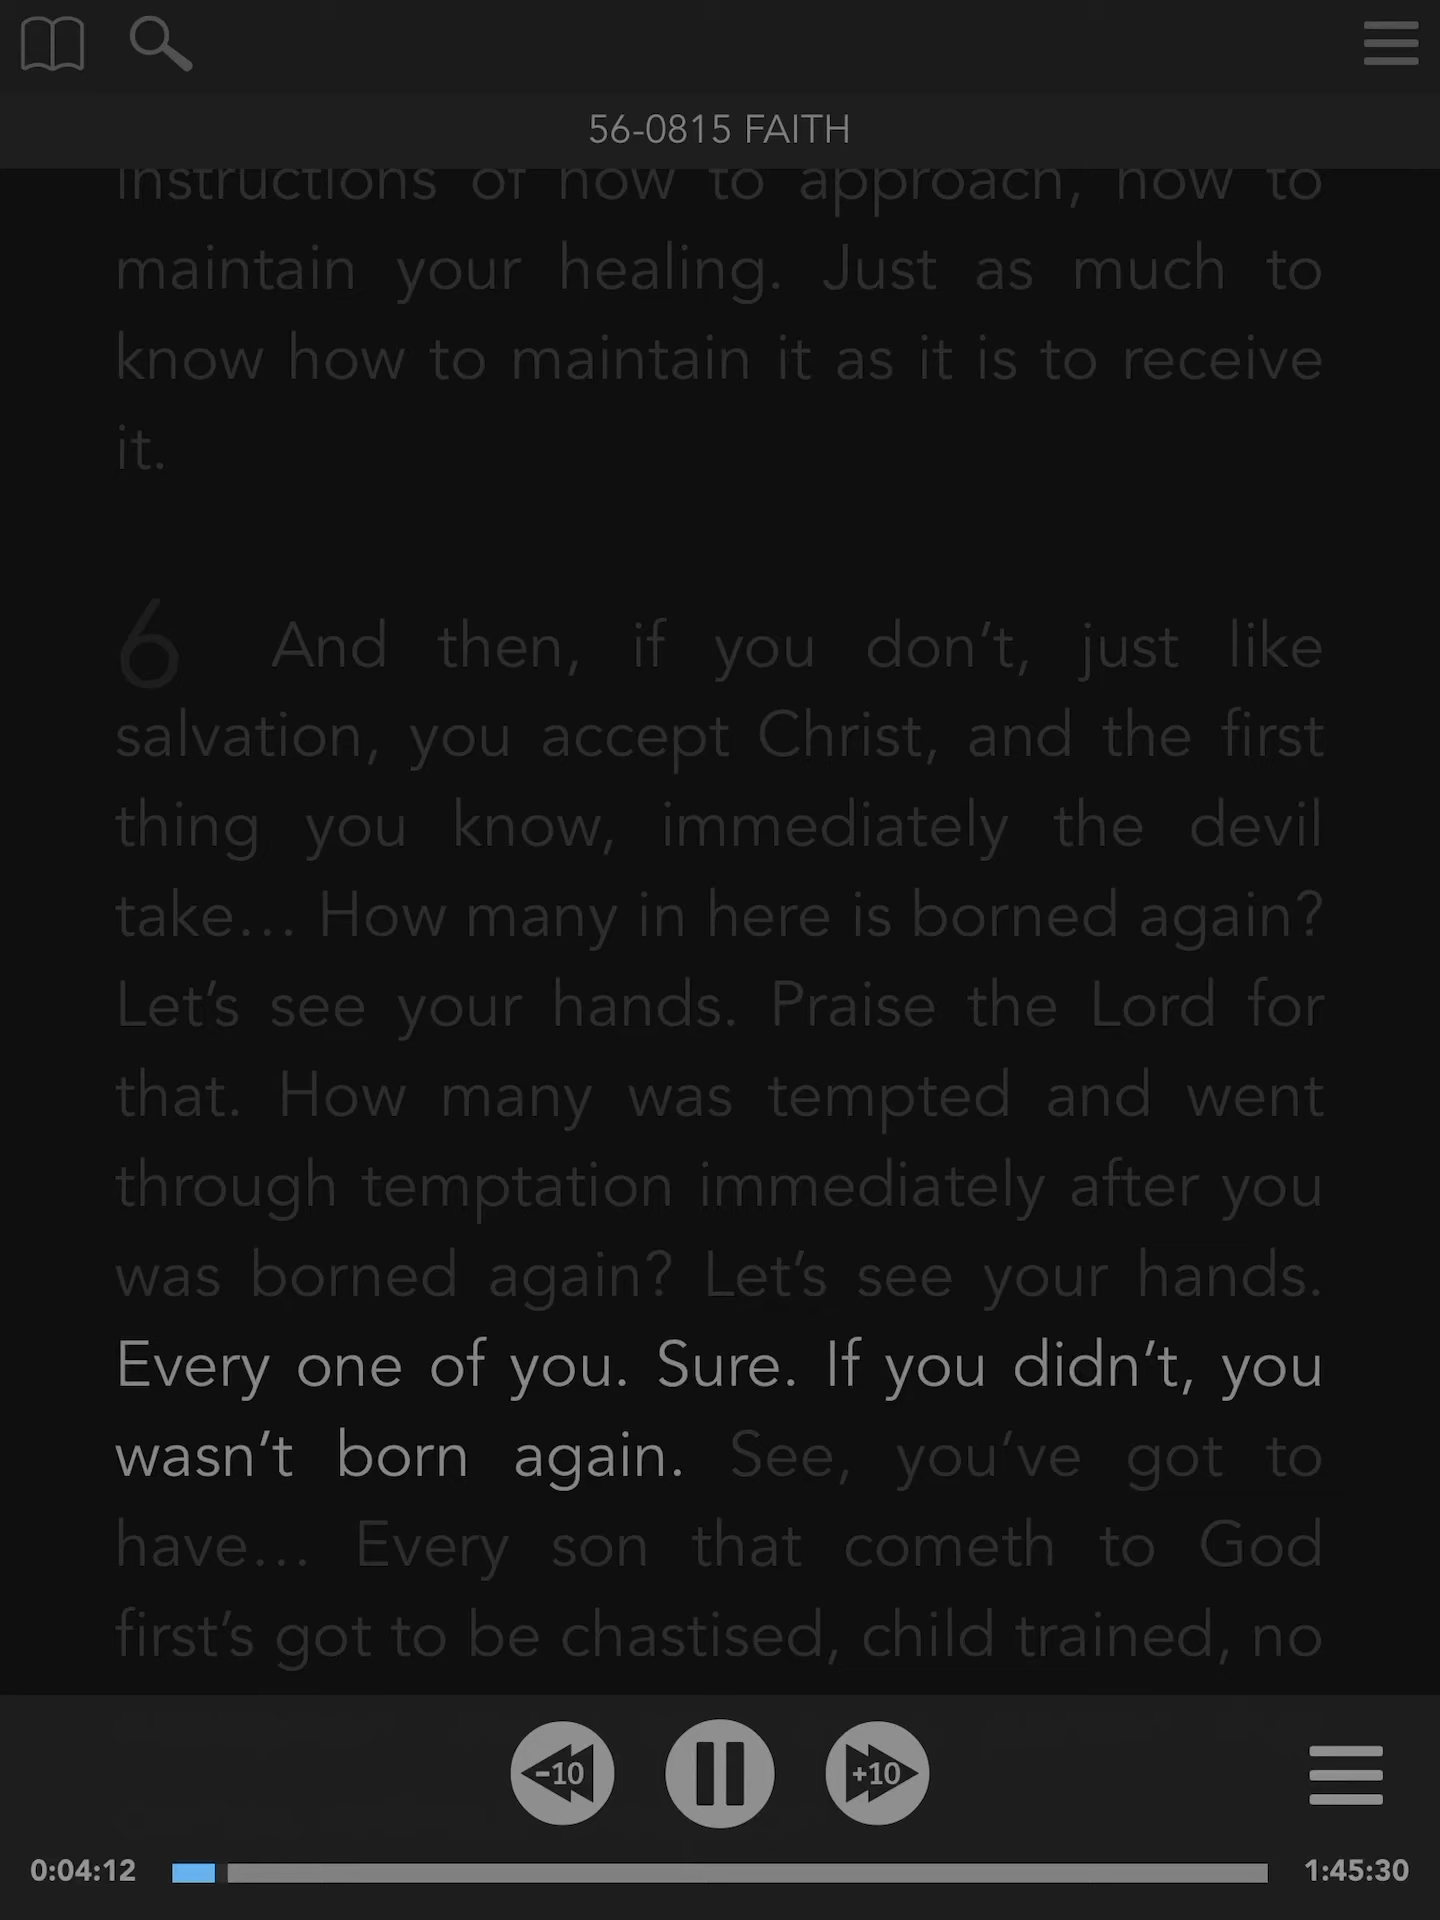 56-0815 FAITH
instructions of how to approach, how to
maintain your healing. Just as much to
know how to maintain it as it is to receive
it.
6 And then, if you don’t, just like
salvation, you accept Christ, and the first
thing you know, immediately the devil
take… How many in here is borned again?
Let’s see your hands. Praise the Lord for
that. How many was tempted and went
through temptation immediately after you
was borned again? Let’s see your hands.
Every one of you. Sure. If you didn’t, you
wasn’t born again. See, you’ve got to
have… Every son that cometh to God
first’s got to be chastised, child trained, no
-10 +10
0:04:12 1:45:30